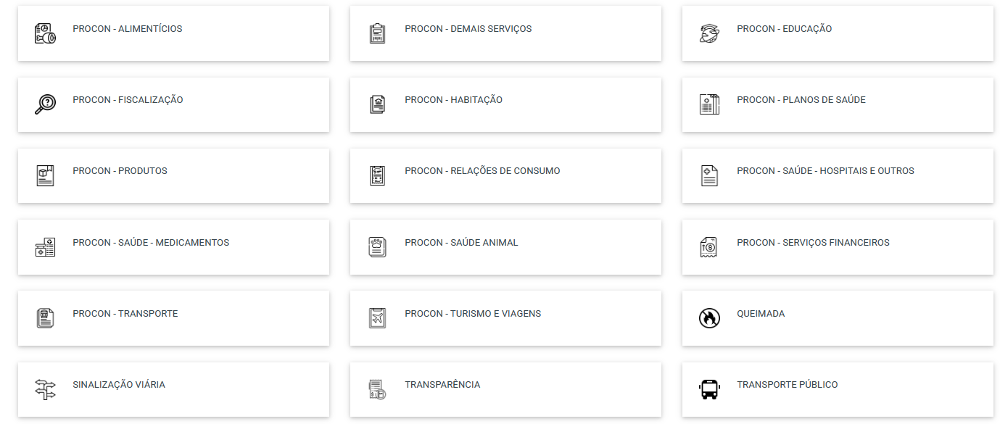 PROCON - ALIMENTÍCIOS
PROCON - DEMAIS SERVIÇOS
PROCON - EDUCAÇÃO
PROCON - FISCALIZAÇÃO
PROCON - HABITAÇÃO
PROCON - PLANOS DE SAÚDE
PROCON - PRODUTOS
PROCON - RELAÇÕES DE CONSUMO
PROCON - SAÚDE - HOSPITAIS E OUTROS
PROCON - SAÚDE - MEDICAMENTOS
PROCON - SAÚDE ANIMAL
PROCON - SERVIÇOS FINANCEIROS
PROCON - TRANSPORTE
PROCON - TURISMO E VIAGENS
QUEIMADA
SINALIZAÇÃO VIÁRIA
TRANSPARÊNCIA
TRANSPORTE PÚBLICO